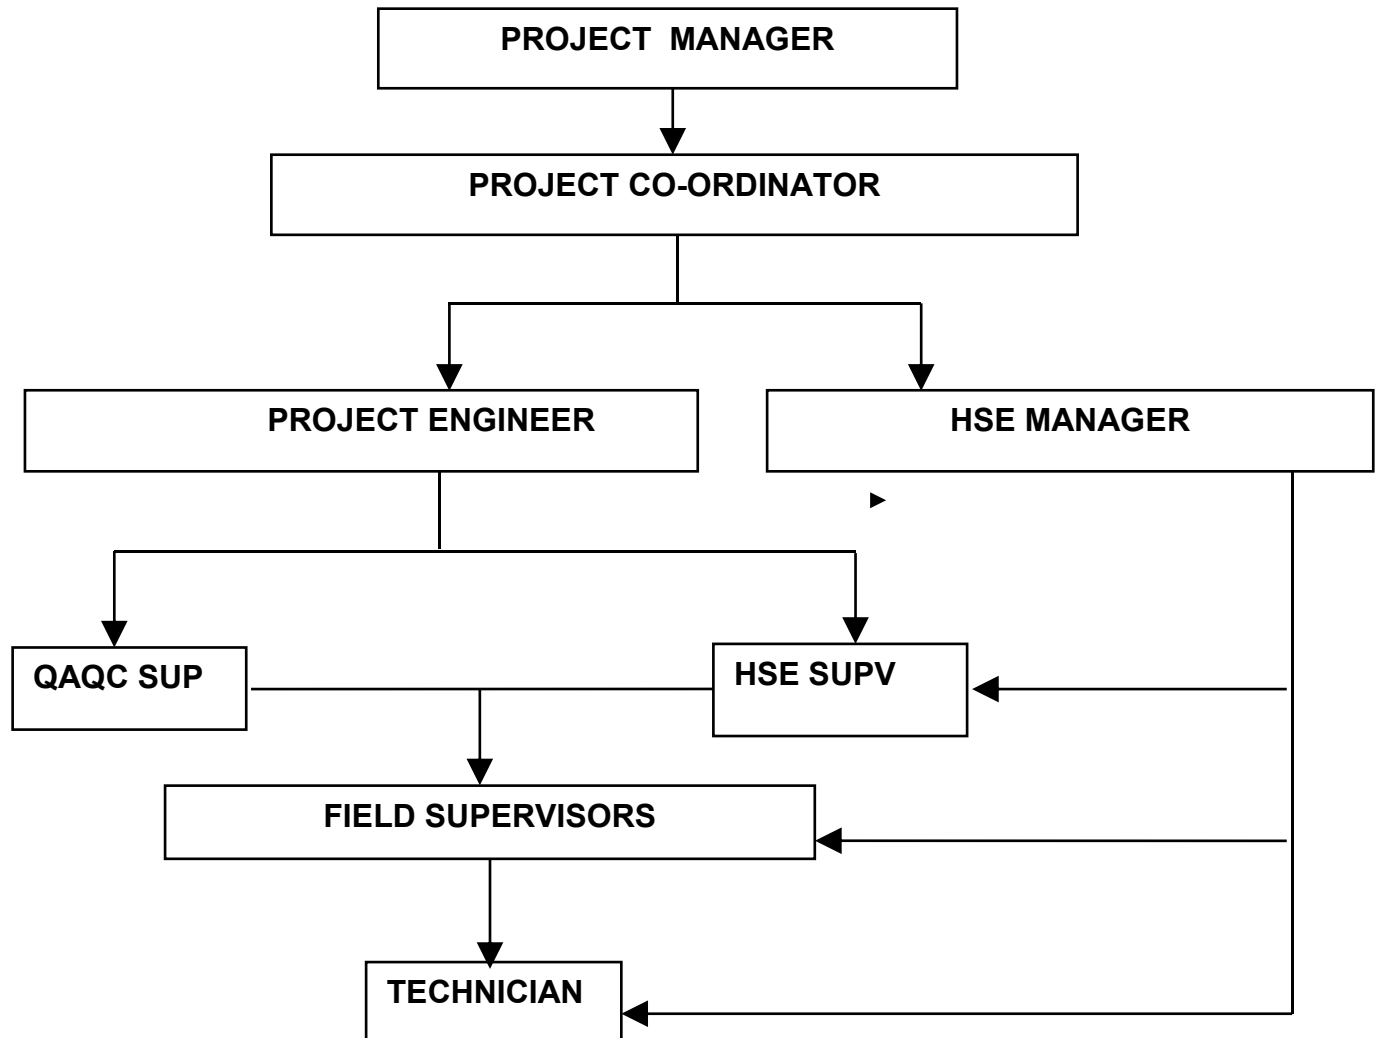 PROJECT MANAGER
PROJECT CO-ORDINATOR
PROJECT ENGINEER
HSE MANAGER
QAQC SUP
HSE SUPV
FIELD SUPERVISORS
TECHNICIAN